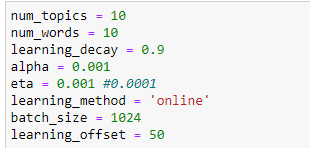 num_topics = 10
num_words = 10
learning_decay = 0.9
alpha = 0.001
eta = 0.001 #0.0001
learning_method = 'online'
batch_size = 1024
learning_offset = 50